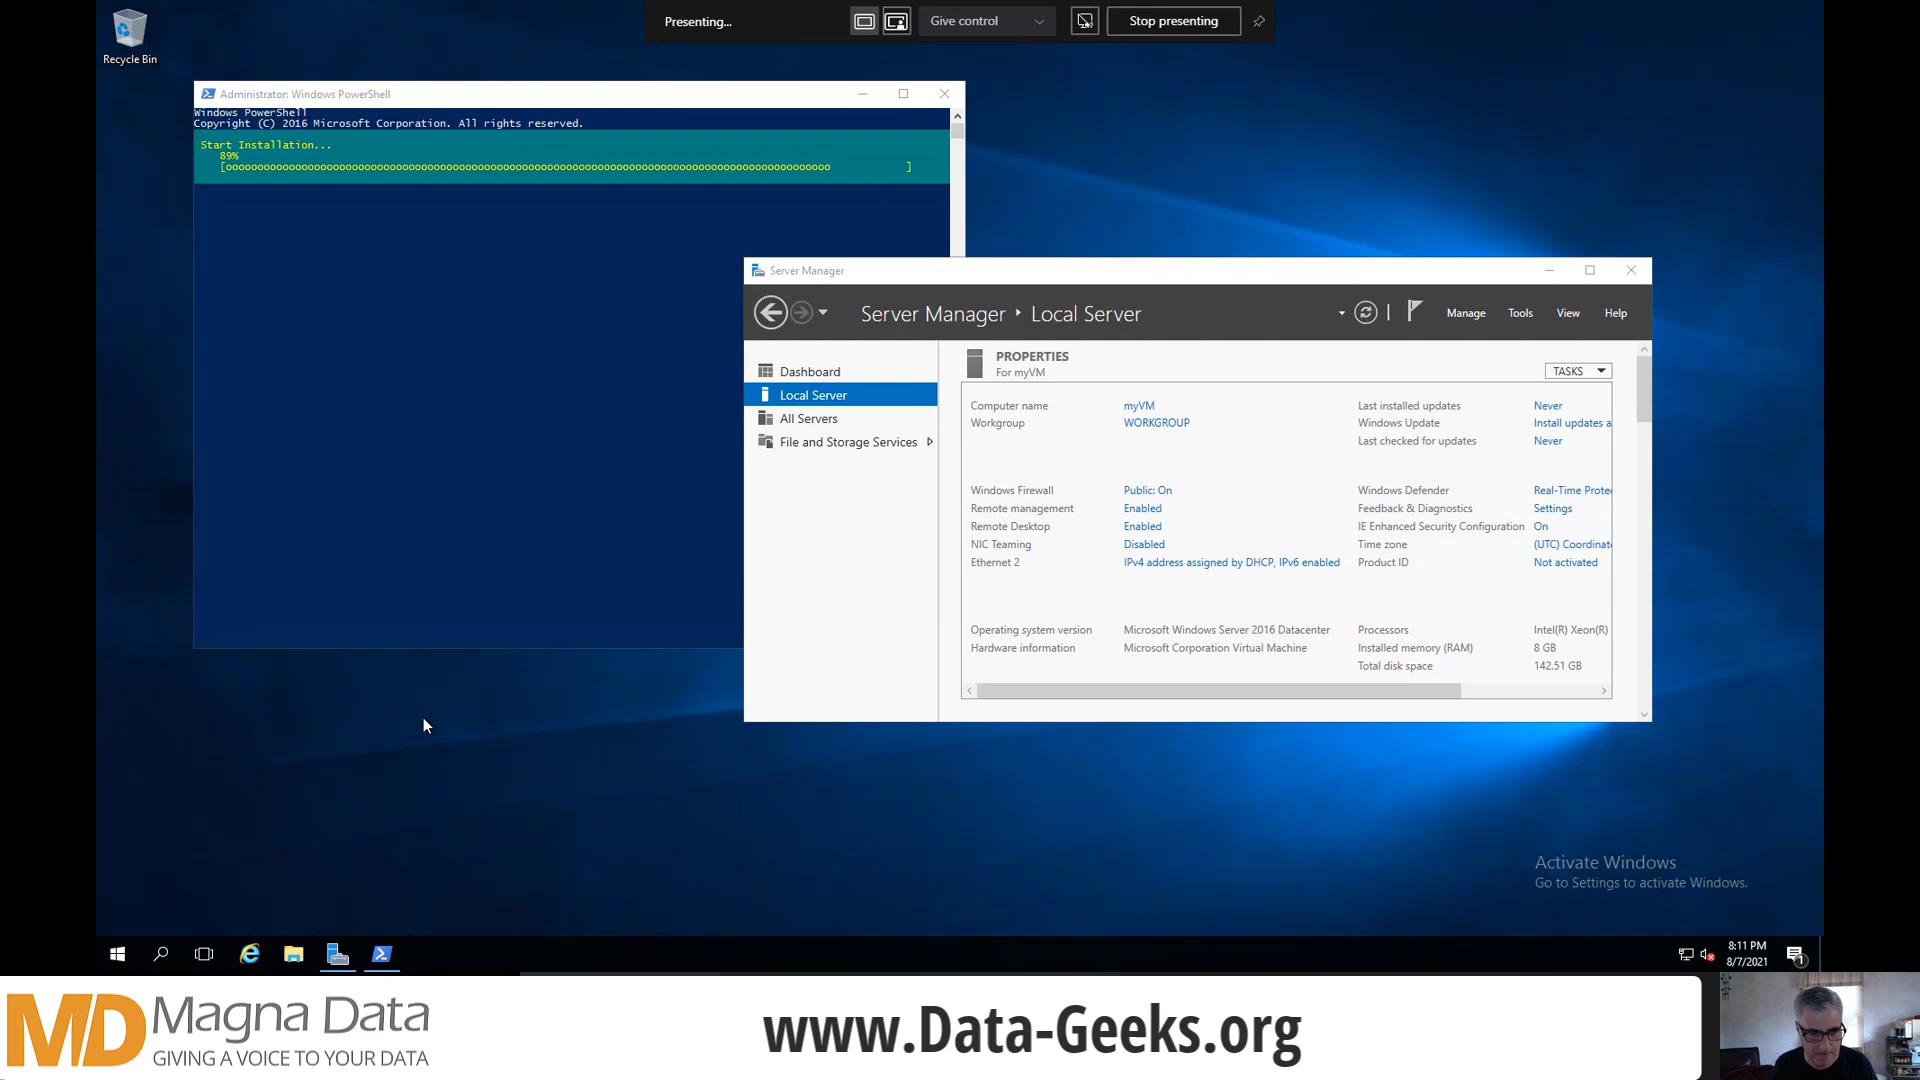 Presenting...
Give control
Stop presenting
Recycle Bin
Administrator: Windows PowerShell
Windows PowerShell
Copyright (C) 2016 Microsoft Corporation. All rights reserved.
Start Installation...
89%
[oooooooooooooooooooooooooooooooooooooooooooooooooooooooooooooooooooooooooooooooooooooooooooooooo ]
Server Manager
Server Manager ‣ Local Server
Manage
Tools
View
Help
Dashboard
Local Server
All Servers
File and Storage Services
PROPERTIES
For myVM
TASKS
Computer name myVM Last installed updates Never
Workgroup WORKGROUP Windows Update Install updates a
Last checked for updates Never
Windows Firewall Public: On Windows Defender Real-Time Protec
Remote management Enabled Feedback & Diagnostics Settings
Remote Desktop Enabled IE Enhanced Security Configuration On
NIC Teaming Disabled Time zone (UTC) Coordinate
Ethernet 2 IPv4 address assigned by DHCP, IPv6 enabled Product ID Not activated
Operating system version Microsoft Windows Server 2016 Datacenter Processors Intel(R) Xeon(R)
Hardware information Microsoft Corporation Virtual Machine Installed memory (RAM) 8 GB
Total disk space 142.51 GB
Activate Windows
Go to Settings to activate Windows.
8:11 PM
8/7/2021
1
MD Magna Data
GIVING A VOICE TO YOUR DATA
www.Data-Geeks.org